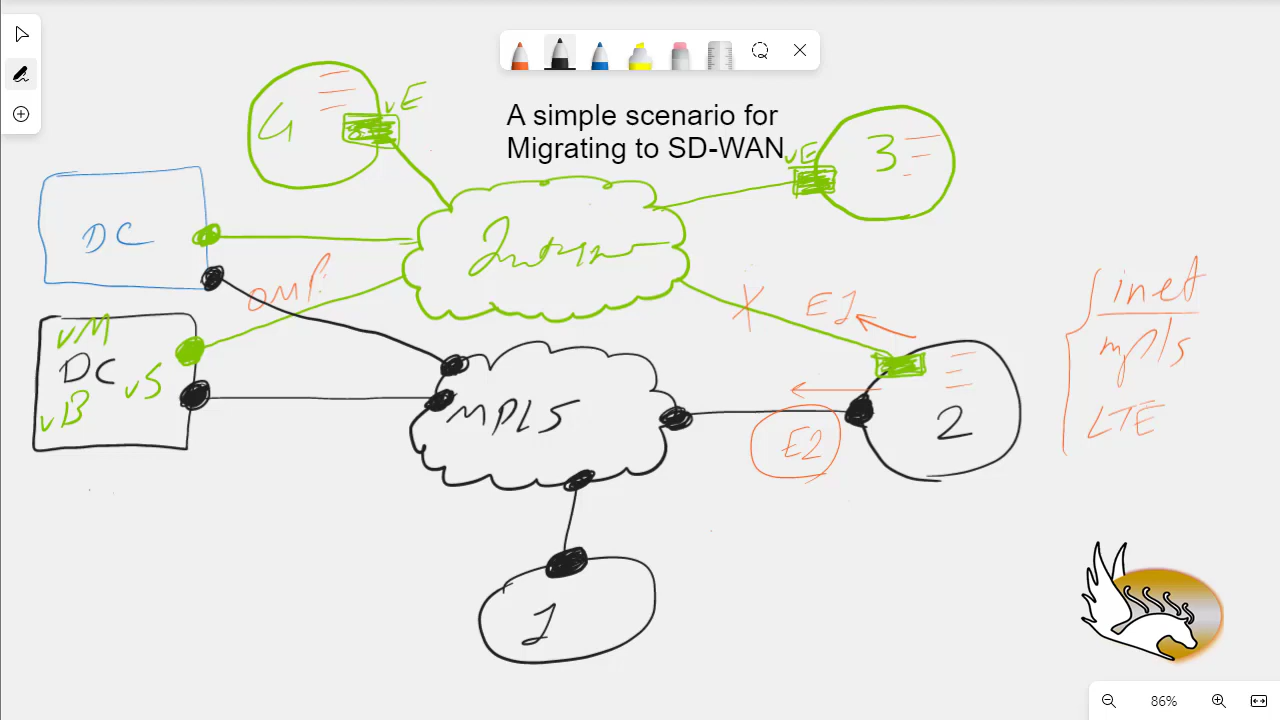 A simple scenario for
Migrating to SD-WAN
vE
4
vE
3
DC
OMP
E1
inet
mpls
LTE
vM
DC
vS
vB
MPLS
2
E2
1
86%